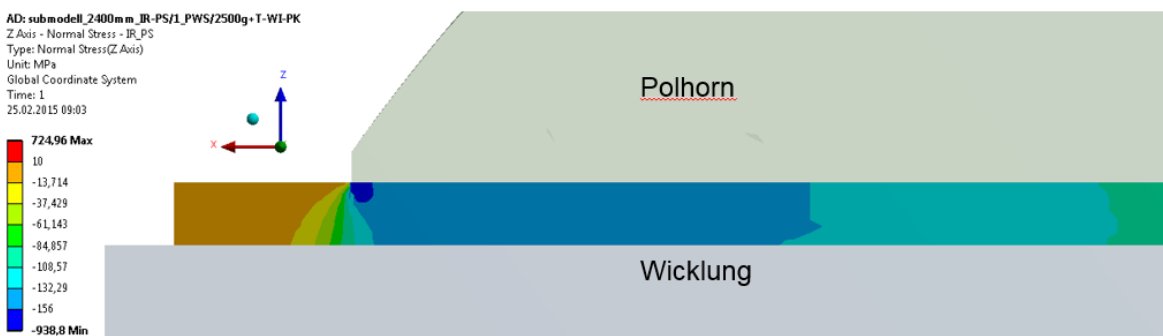 AD: submodell_2400mm_IR-PS/1_PWS/2500g+T-WI-PK
Z Axis - Normal Stress - IR_PS
Type: Normal Stress(Z Axis)
Unit: MPa
Global Coordinate System
Time: 1
25.02.2015 09:03
724,96 Max
10
-13,714
-37,429
-61,143
-84,857
-108,57
-132,29
-156
-938,8 Min
Z
X
Polhorn
Wicklung